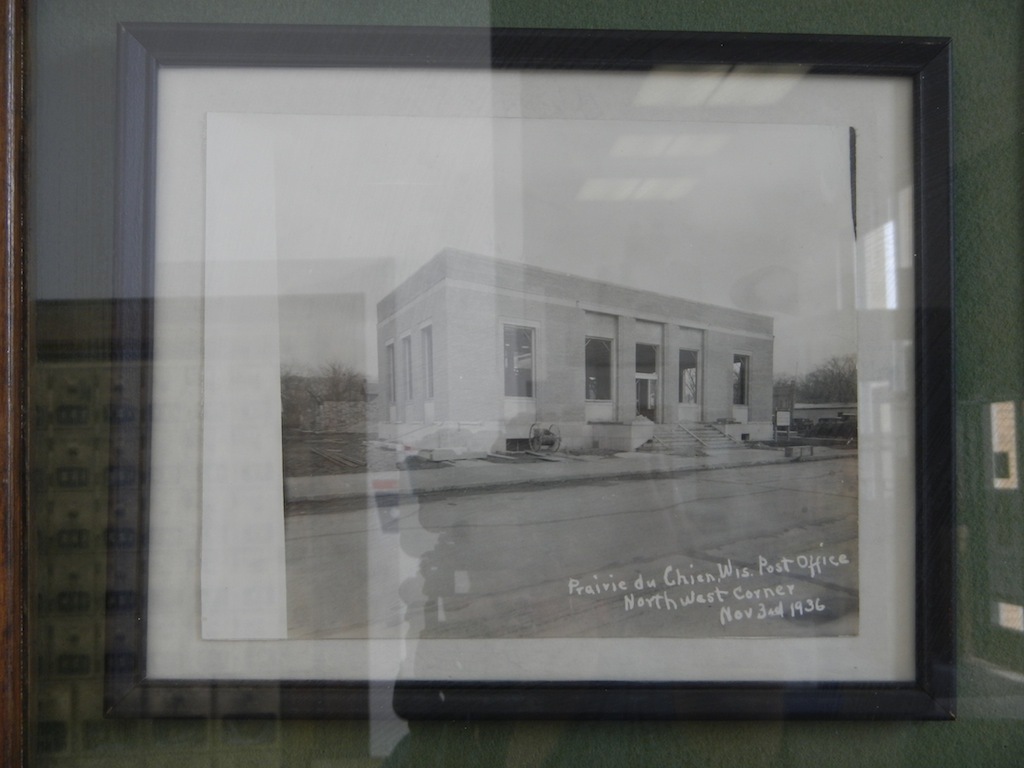 Prairie du Chien, Wis. Post Office
North West Corner
Nov 3rd 1936